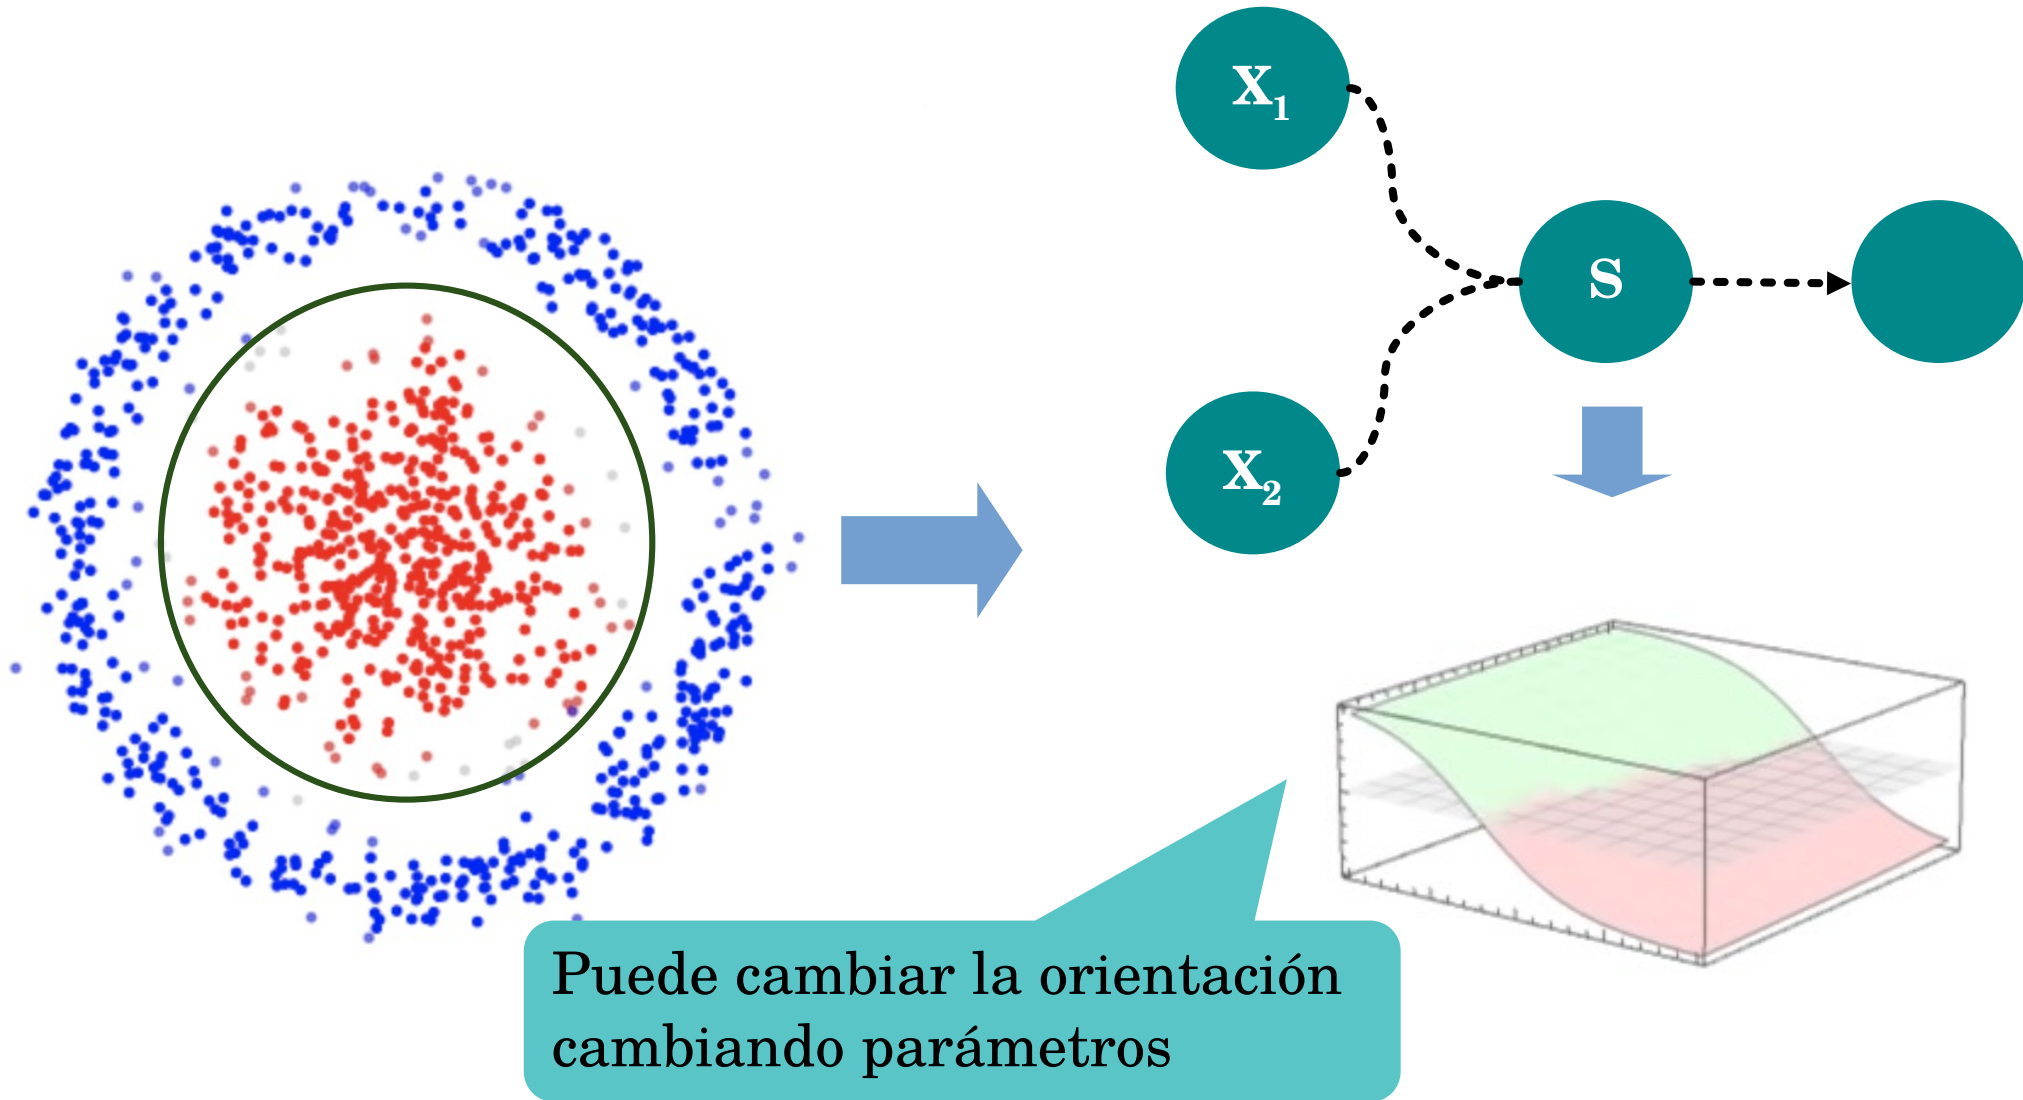 X₁
S
X₂
Puede cambiar la orientación
cambiando parámetros